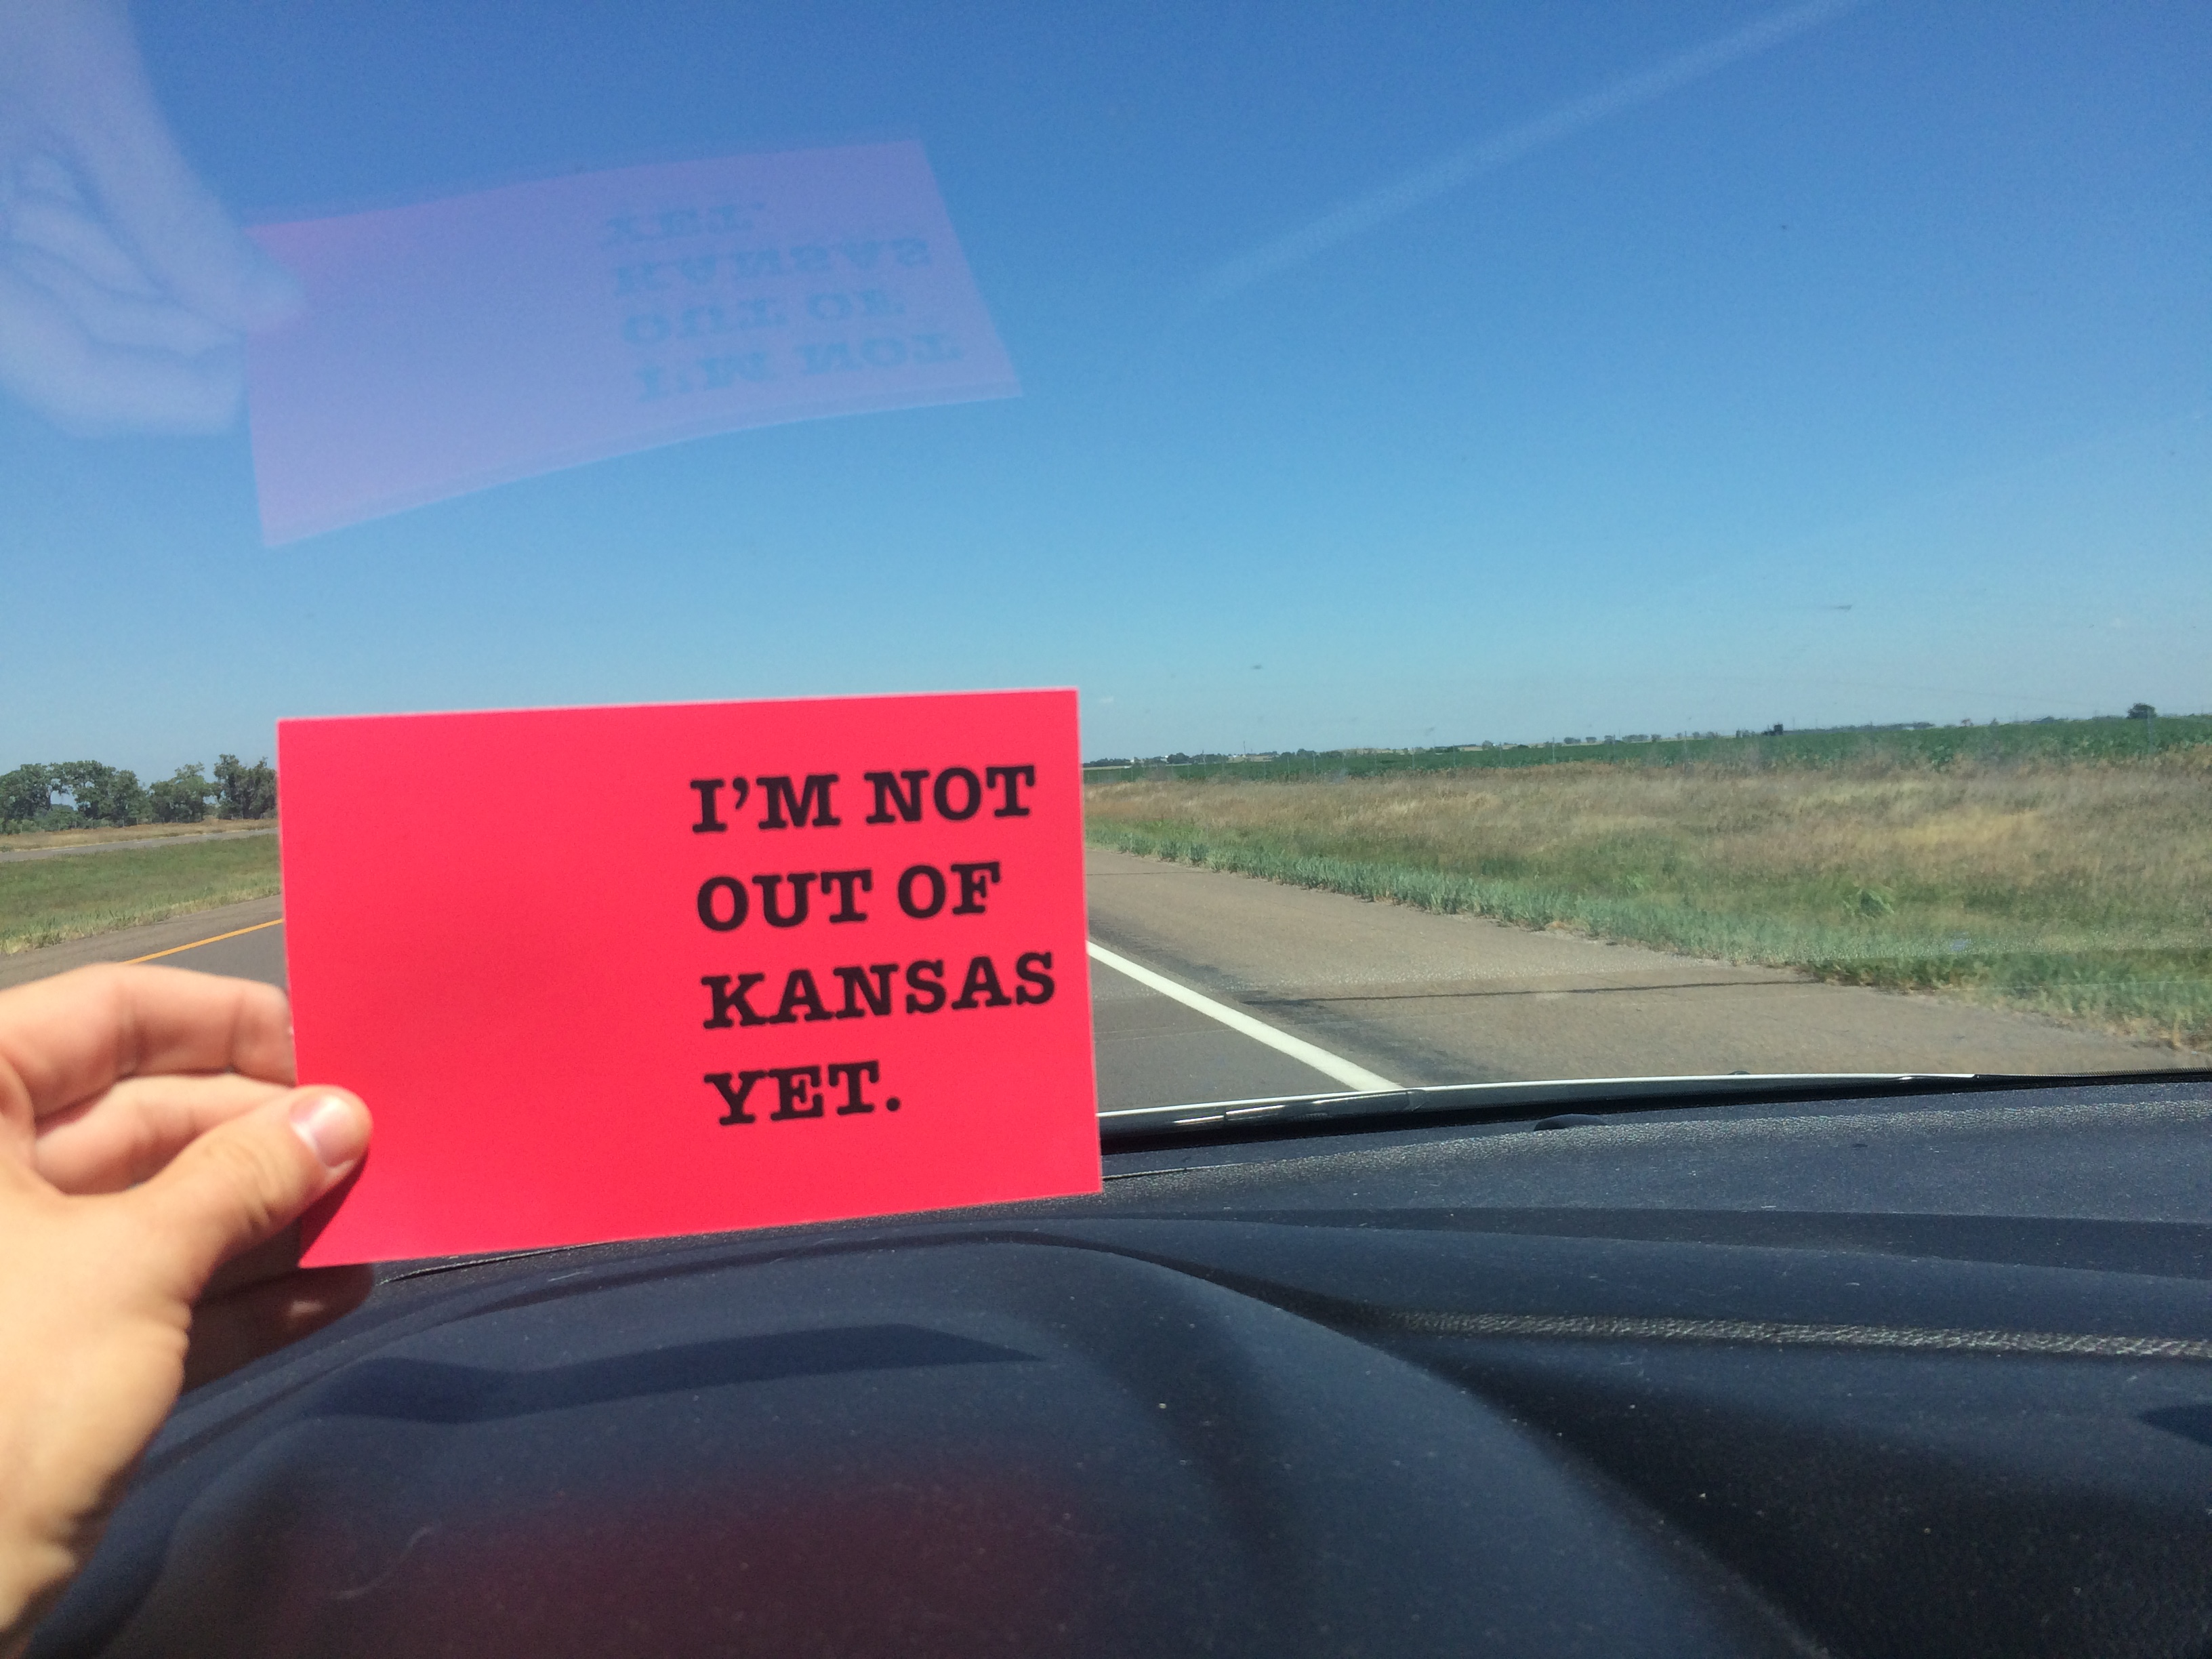 I'M NOT
OUT OF
KANSAS
YET.